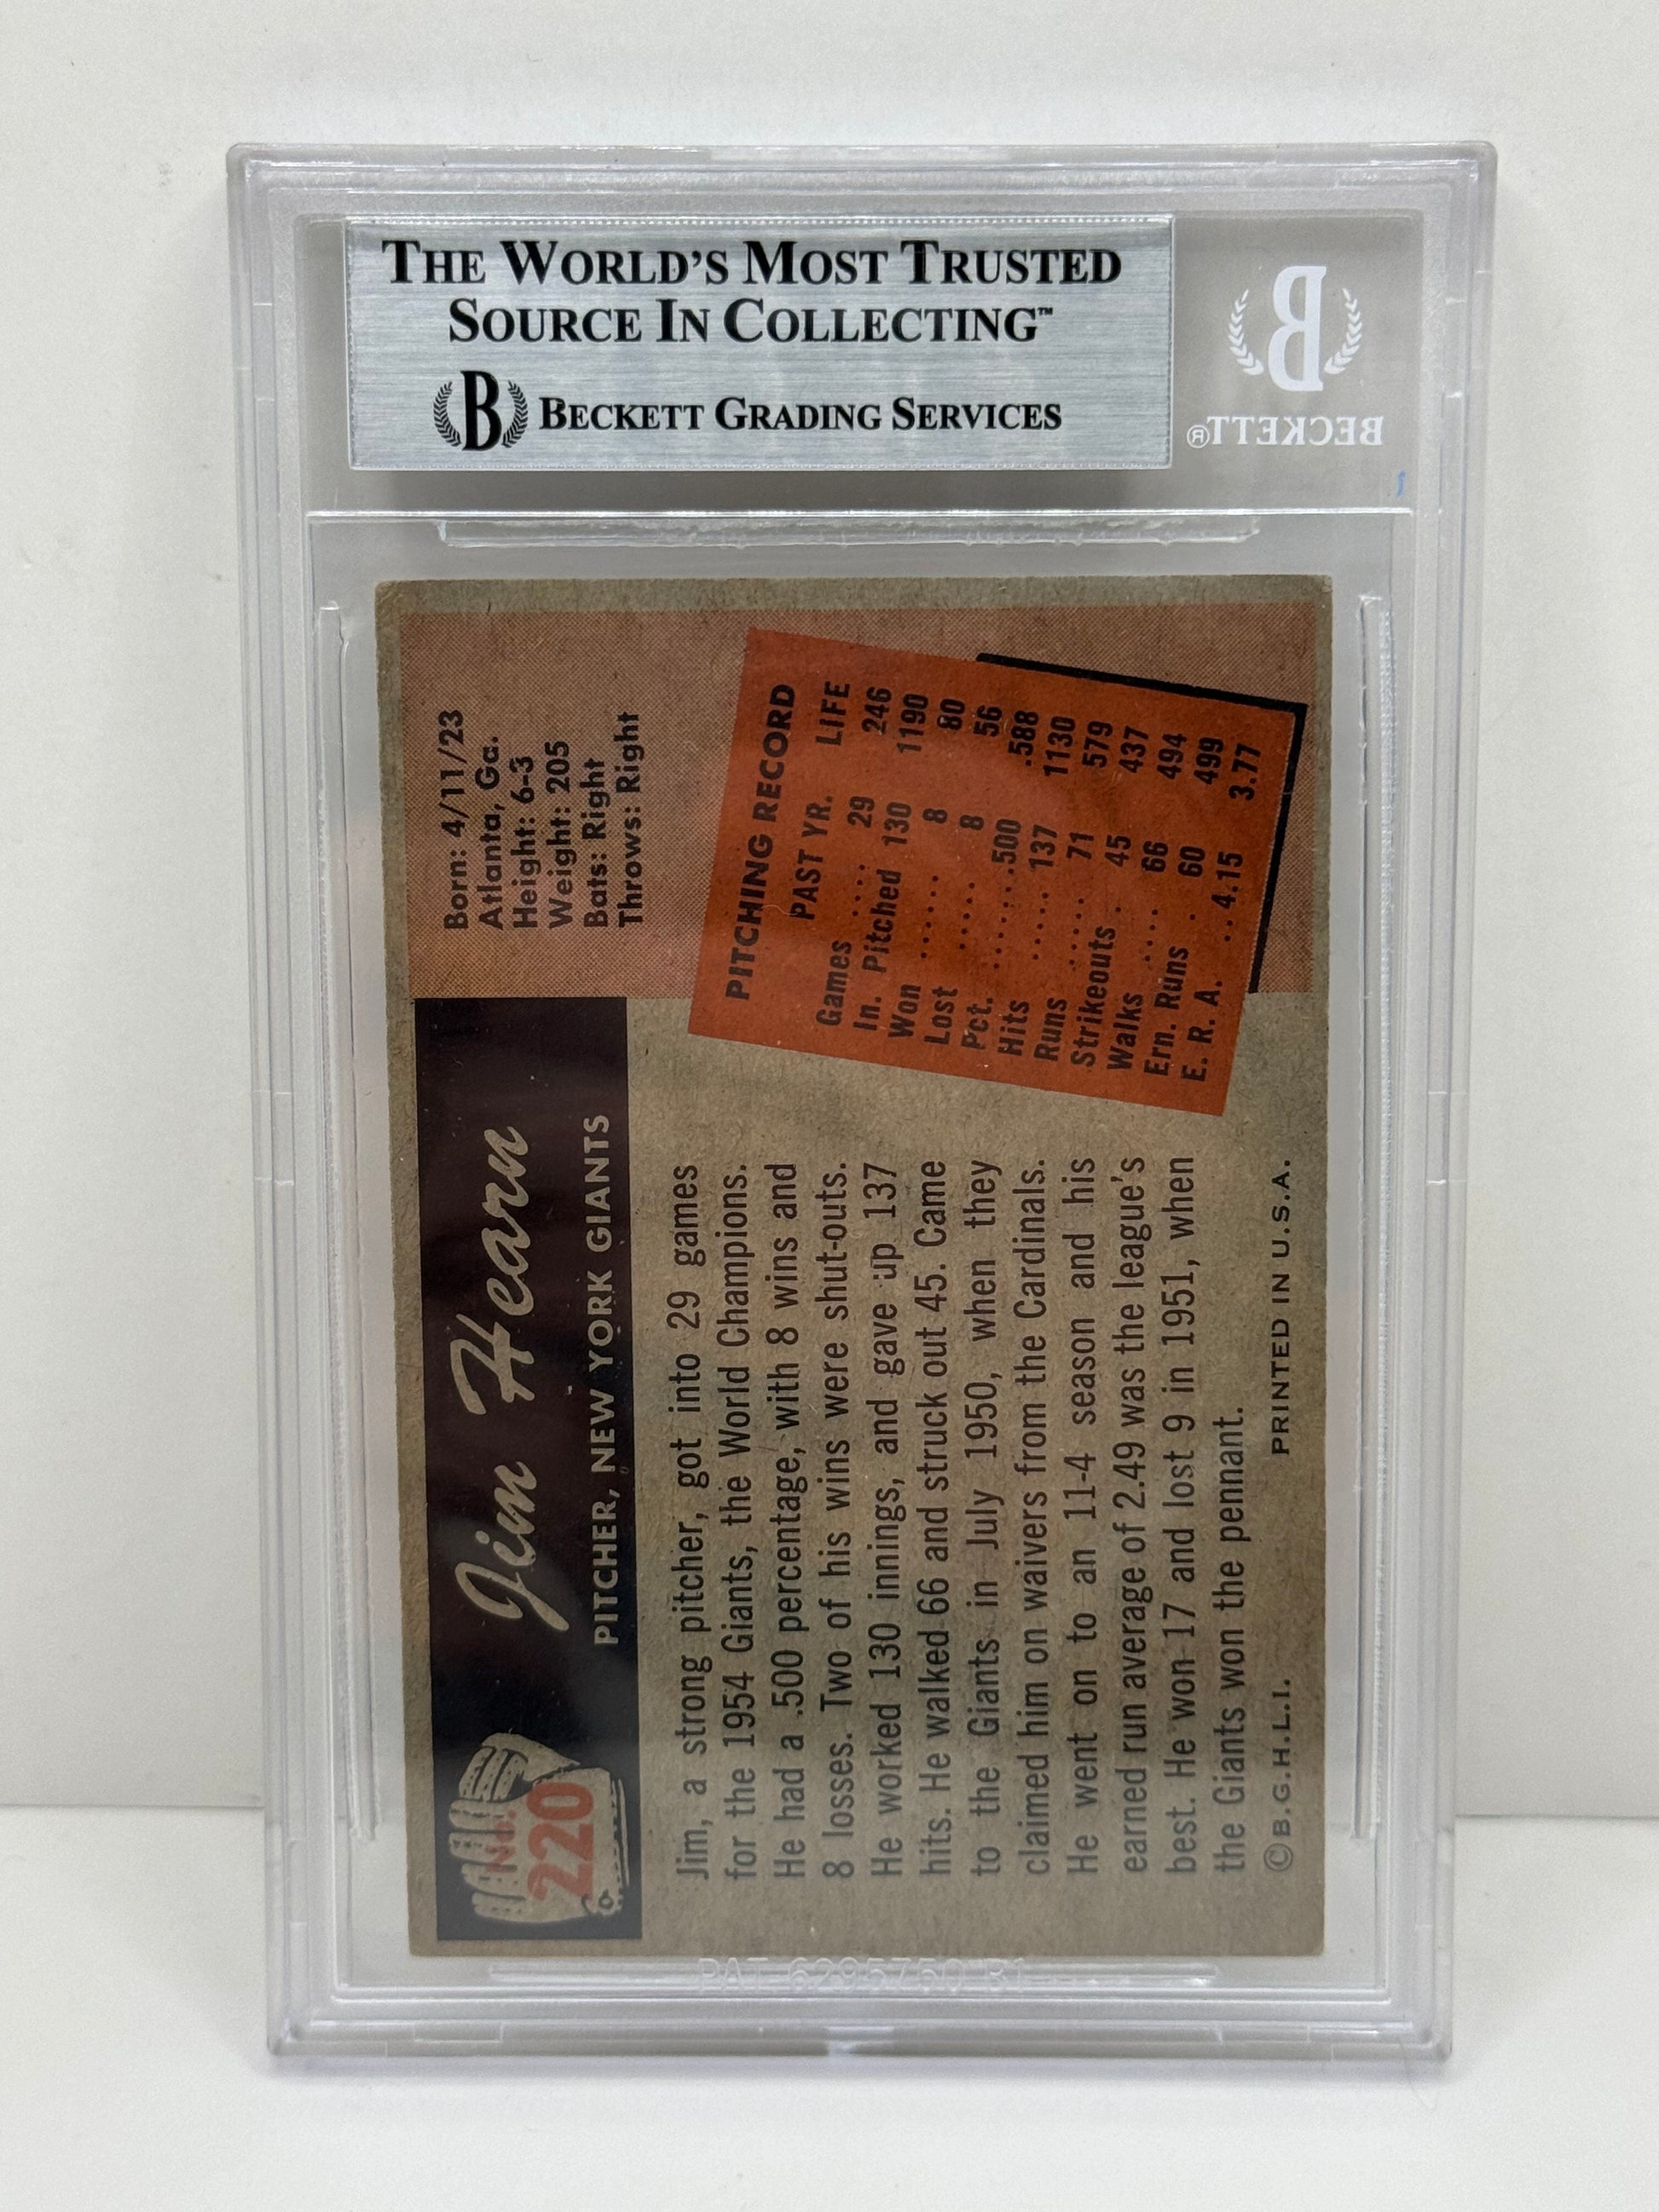 THE WORLD'S MOST TRUSTED
SOURCE IN COLLECTING™
B BECKETT GRADING SERVICES
B
BECKETT®
No.
220
Jim Hearn
PITCHER, NEW YORK GIANTS
Born: 4/11/23
Atlanta, Ga.
Height: 6-3
Weight: 205
Bats: Right
Throws: Right
Jim, a strong pitcher, got into 29 games
for the 1954 Giants, the World Champions.
He had a .500 percentage, with 8 wins and
8 losses. Two of his wins were shut-outs.
He worked 130 innings, and gave up 137
hits. He walked 66 and struck out 45. Came
to the Giants in July 1950, when they
claimed him on waivers from the Cardinals.
He went on to an 11-4 season and his
earned run average of 2.49 was the league's
best. He won 17 and lost 9 in 1951, when
the Giants won the pennant.
©B.G.H.L.I. PRINTED IN U.S.A.
PITCHING RECORD
PAST YR. LIFE
Games ..... 29 246
In. Pitched 130 1190
Won ...... 8 80
Lost ..... 8 56
Pct. .......500 .588
Hits ..... 137 1130
Runs ..... 71 579
Strikeouts . 45 437
Walks .... 66 494
Ern. Runs . 60 499
E. R. A. .. 4.15 3.77
PAT 6295750 B1